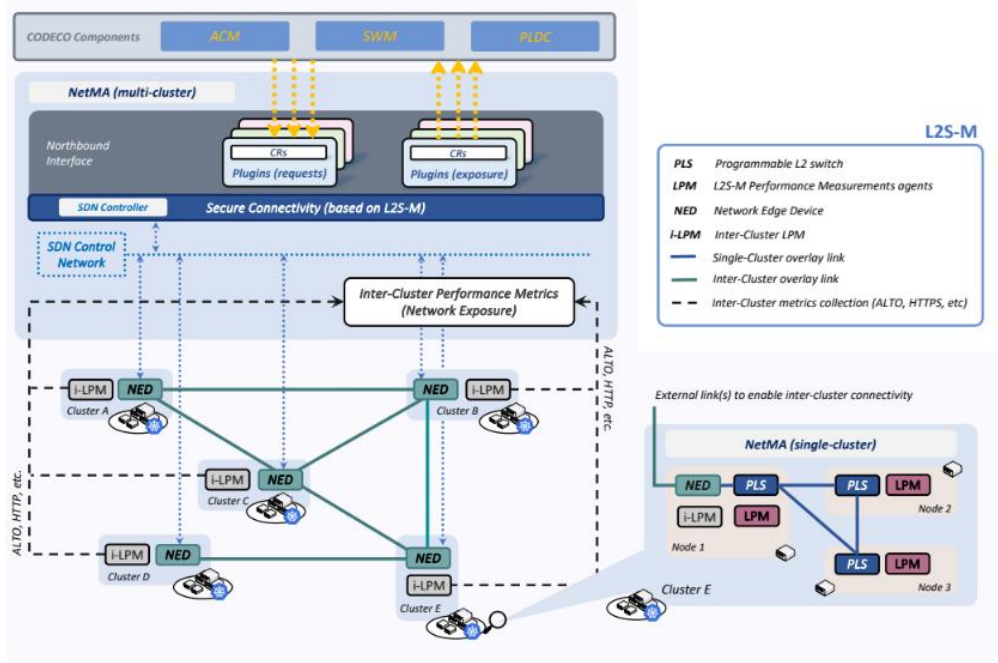 CODECO Components
ACM
SWM
PLDC
NetMA (multi-cluster)
Northbound
Interface
CRs
Plugins (requests)
CRs
Plugins (exposure)
SDN Controller
Secure Connectivity (based on L2S-M)
SDN Control
Network
Inter-Cluster Performance Metrics
(Network Exposure)
L2S-M
PLS Programmable L2 switch
LPM L2S-M Performance Measurements agents
NED Network Edge Device
i-LPM Inter-Cluster LPM
Single-Cluster overlay link
Inter-Cluster overlay link
Inter-Cluster metrics collection (ALTO, HTTPS, etc)
i-LPM
NED
Cluster A
NED
i-LPM
Cluster B
ALTO, HTTP, etc.
i-LPM
NED
Cluster C
ALTO, HTTP, etc.
i-LPM
NED
Cluster D
NED
i-LPM
Cluster E
External link(s) to enable inter-cluster connectivity
NetMA (single-cluster)
NED
PLS
i-LPM
LPM
Node 1
PLS
LPM
Node 2
PLS
LPM
Node 3
Cluster E